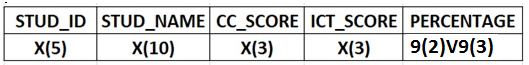 STUD_ID STUD_NAME CC_SCORE ICT_SCORE PERCENTAGE
X(5) X(10) X(3) X(3) 9(2)V9(3)